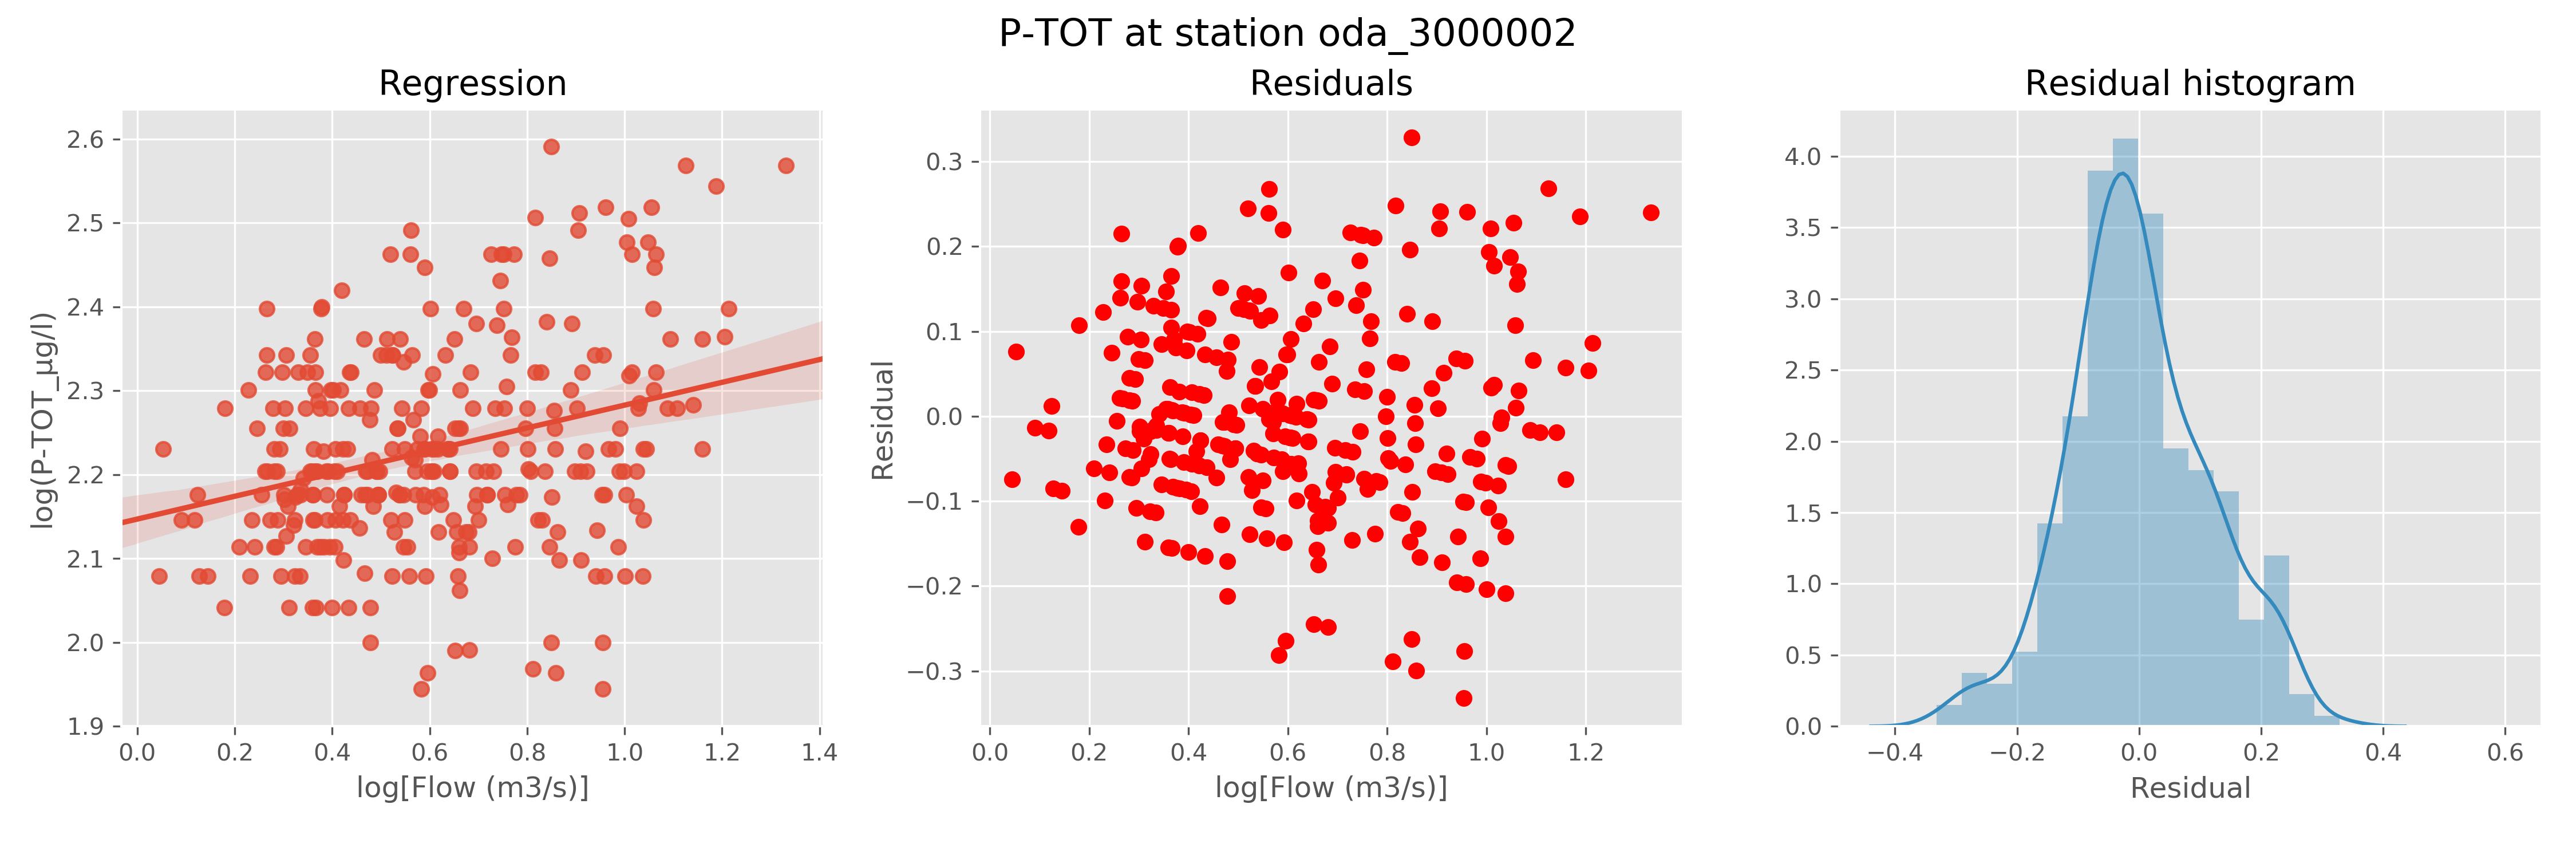 P-TOT at station oda_3000002
Regression
2.6
2.5
2.4
2.3
2.2
2.1
2.0
1.9
log(P-TOT_µg/l)
0.0 0.2 0.4 0.6 0.8 1.0 1.2 1.4
log[Flow (m3/s)]
Residuals
0.3
0.2
0.1
0.0
−0.1
−0.2
−0.3
Residual
0.0 0.2 0.4 0.6 0.8 1.0 1.2
log[Flow (m3/s)]
Residual histogram
4.0
3.5
3.0
2.5
2.0
1.5
1.0
0.5
0.0
−0.4 −0.2 0.0 0.2 0.4 0.6
Residual